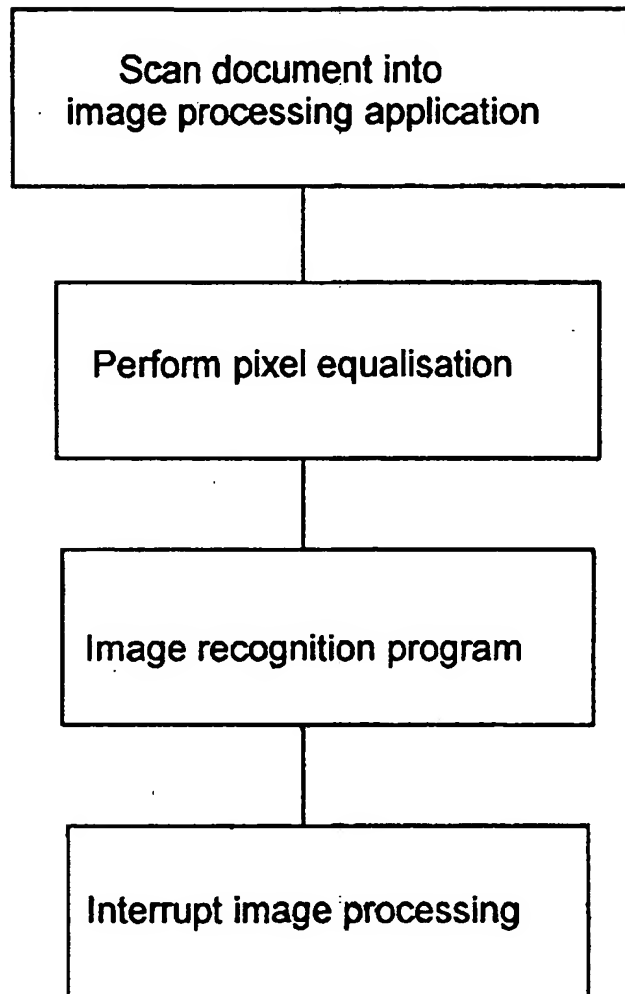 Scan document into
image processing application
Perform pixel equalisation
Image recognition program
Interrupt image processing